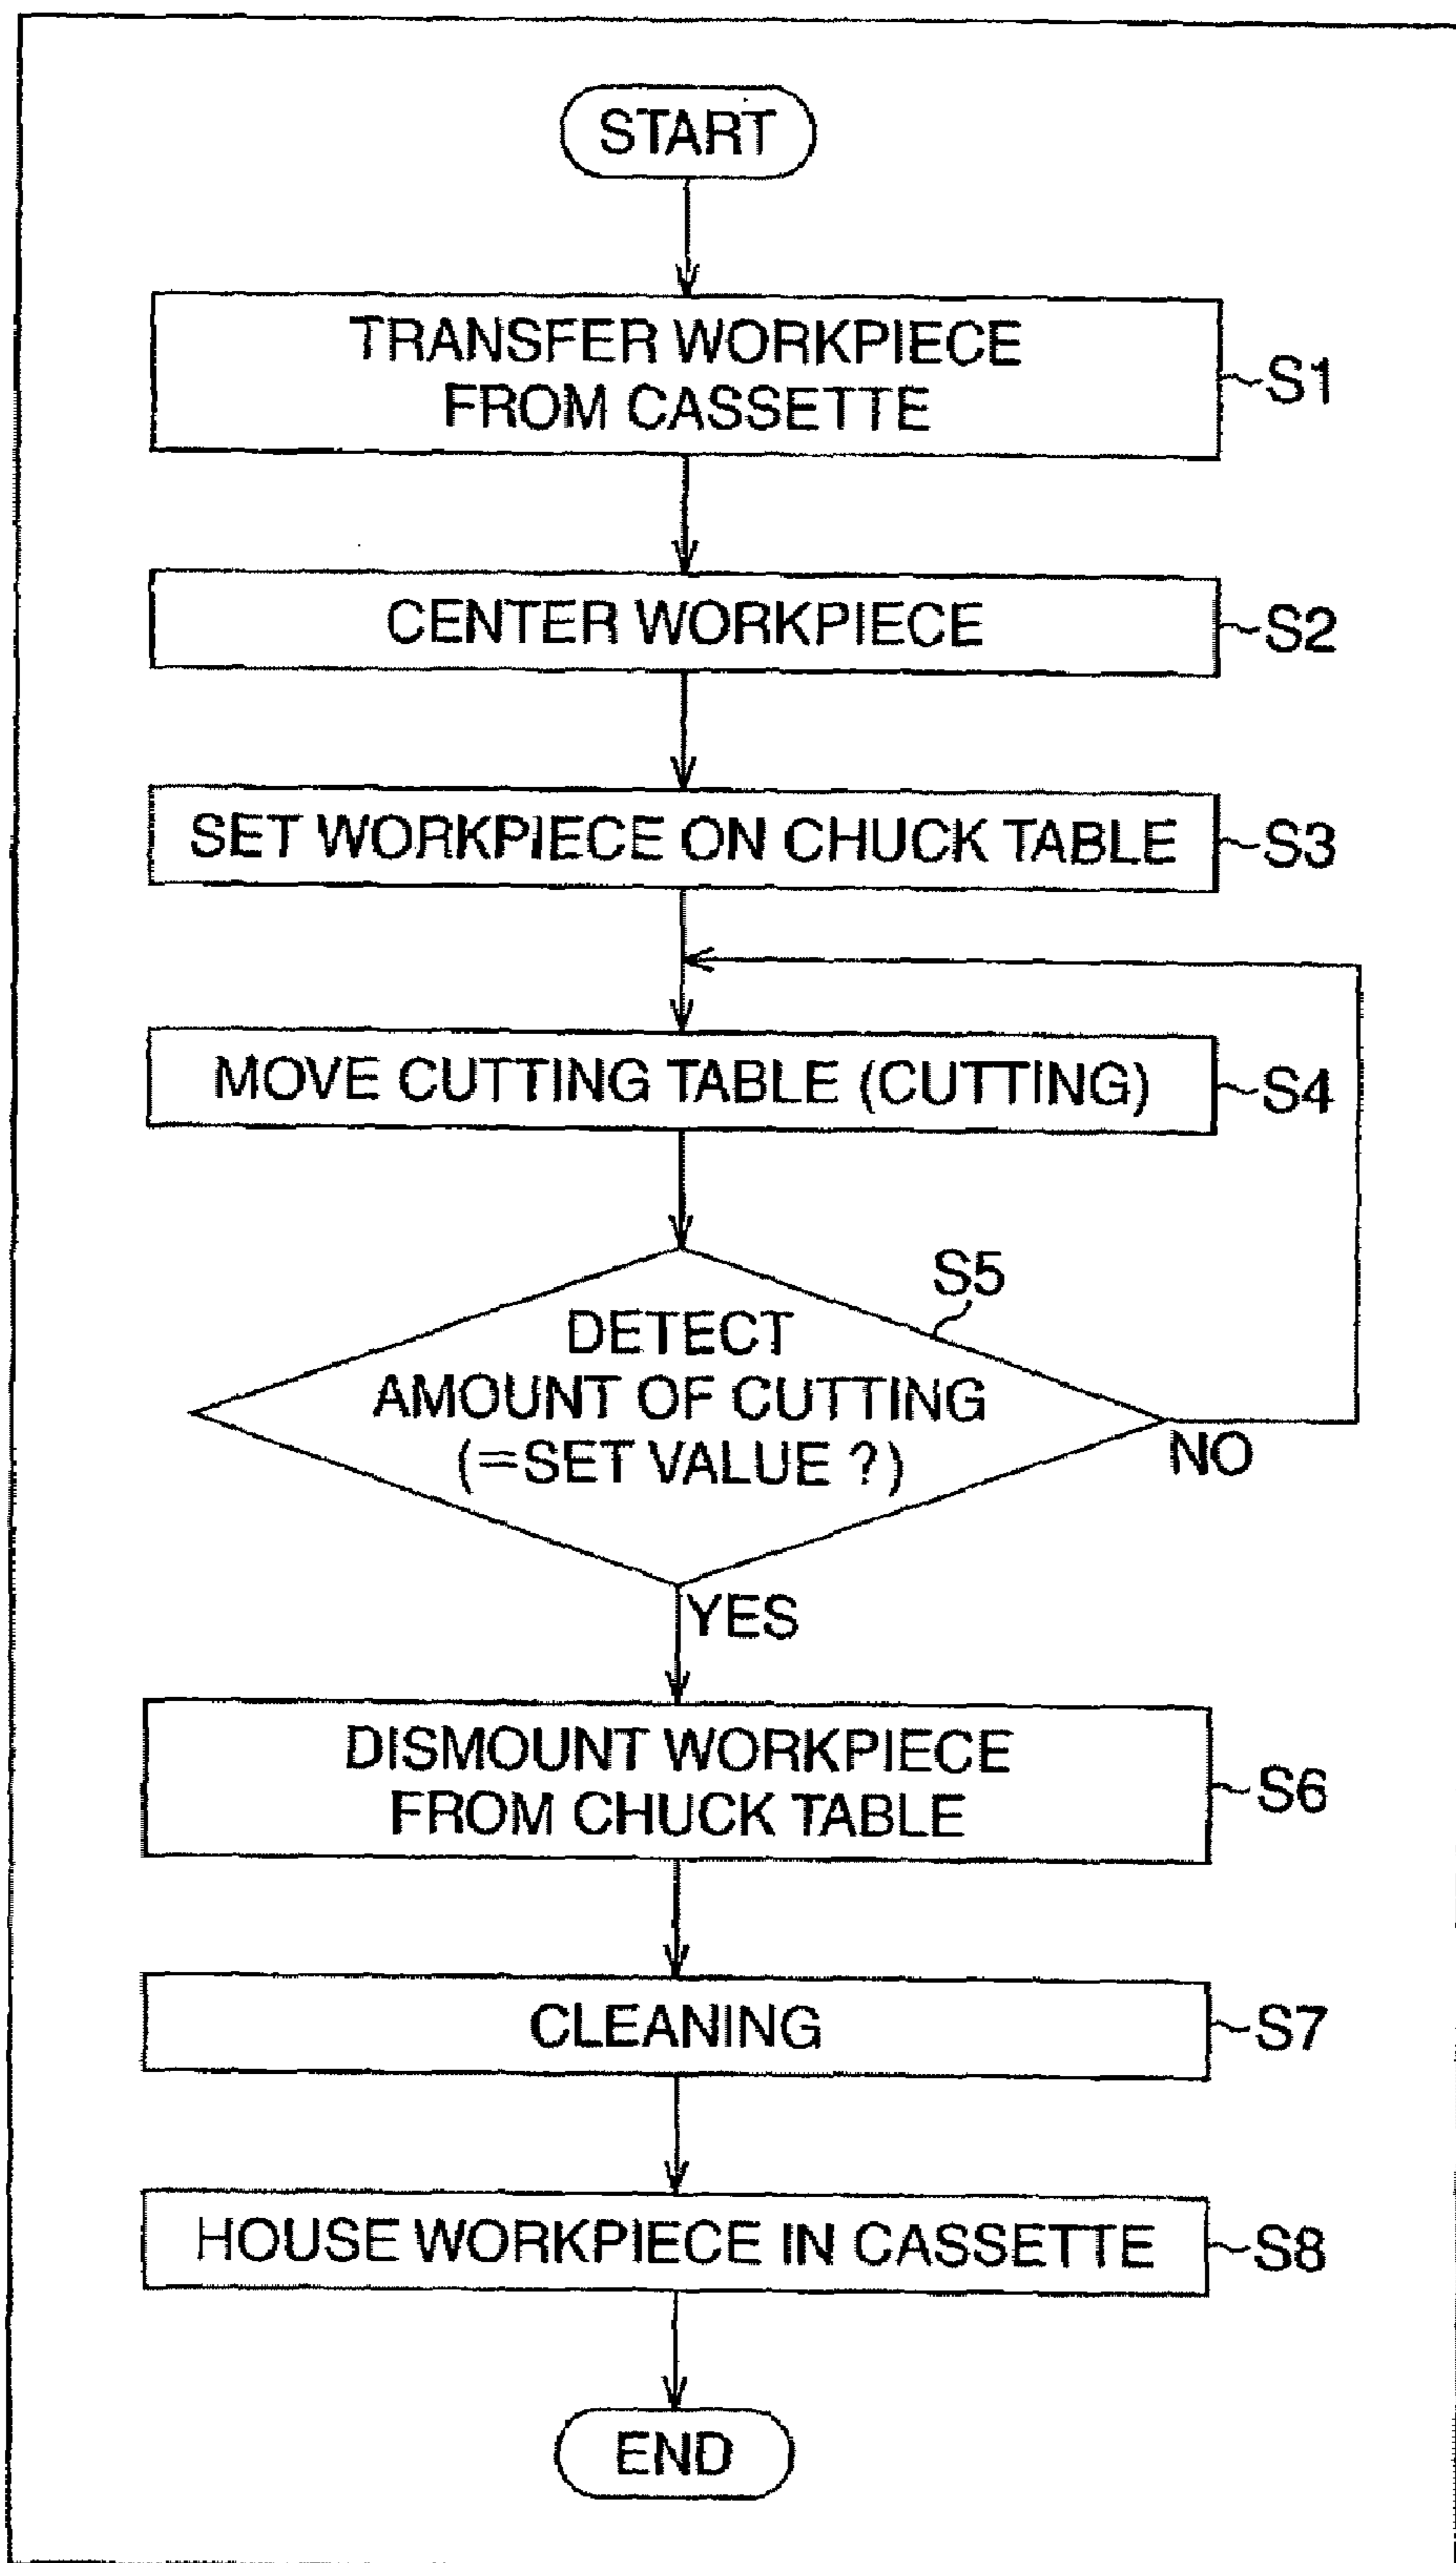 START
TRANSFER WORKPIECE
FROM CASSETTE
S1
CENTER WORKPIECE
S2
SET WORKPIECE ON CHUCK TABLE
S3
MOVE CUTTING TABLE (CUTTING)
S4
S5
DETECT
AMOUNT OF CUTTING
(=SET VALUE ?)
NO
YES
DISMOUNT WORKPIECE
FROM CHUCK TABLE
S6
CLEANING
S7
HOUSE WORKPIECE IN CASSETTE
S8
END